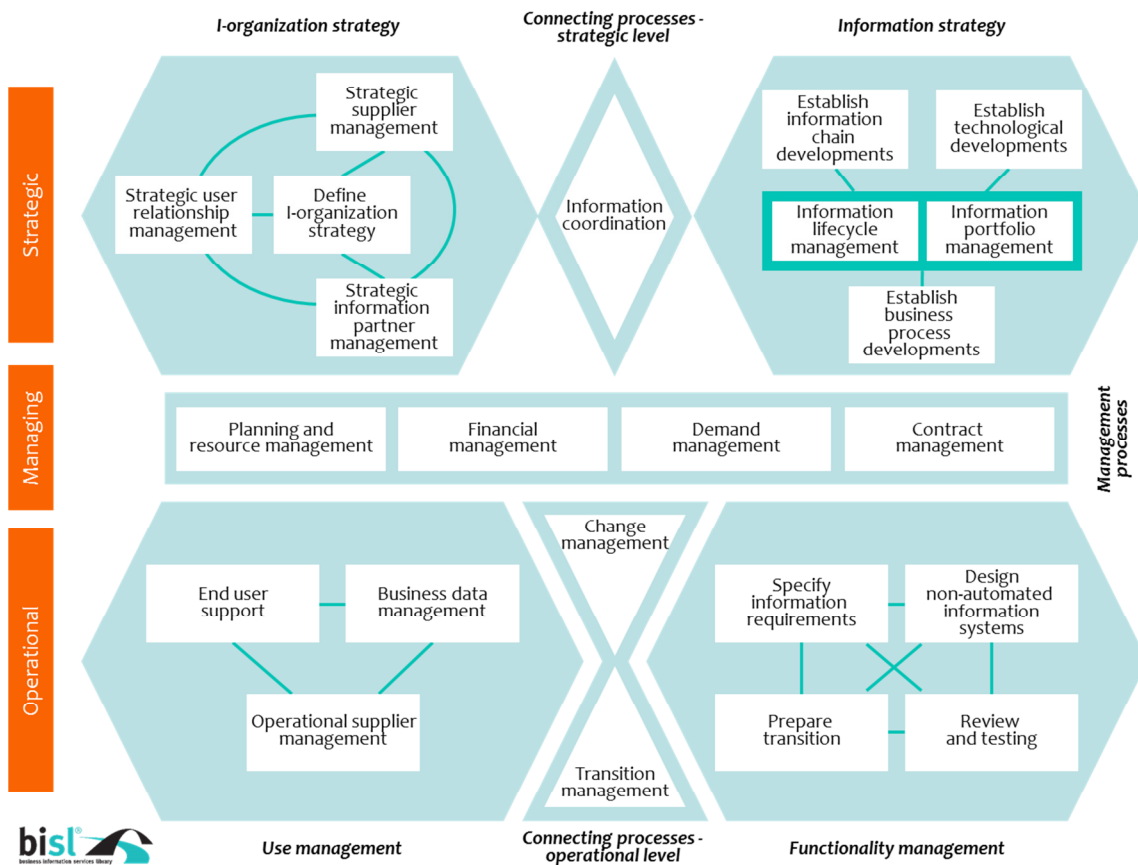 I-organization strategy
Connecting processes -
strategic level
Information strategy
Strategic
Strategic
supplier
management
Strategic user
relationship
management
Define
I-organization
strategy
Strategic
information
partner
management
Information
coordination
Establish
information
chain
developments
Establish
technological
developments
Information
lifecycle
management
Information
portfolio
management
Establish
business
process
developments
Managing
Planning and
resource management
Financial
management
Demand
management
Contract
management
Management
processes
Operational
End user
support
Business data
management
Operational supplier
management
Change
management
Transition
management
Specify
information
requirements
Design
non-automated
information
systems
Prepare
transition
Review
and testing
bisl®
business information services library
Use management
Connecting processes -
operational level
Functionality management